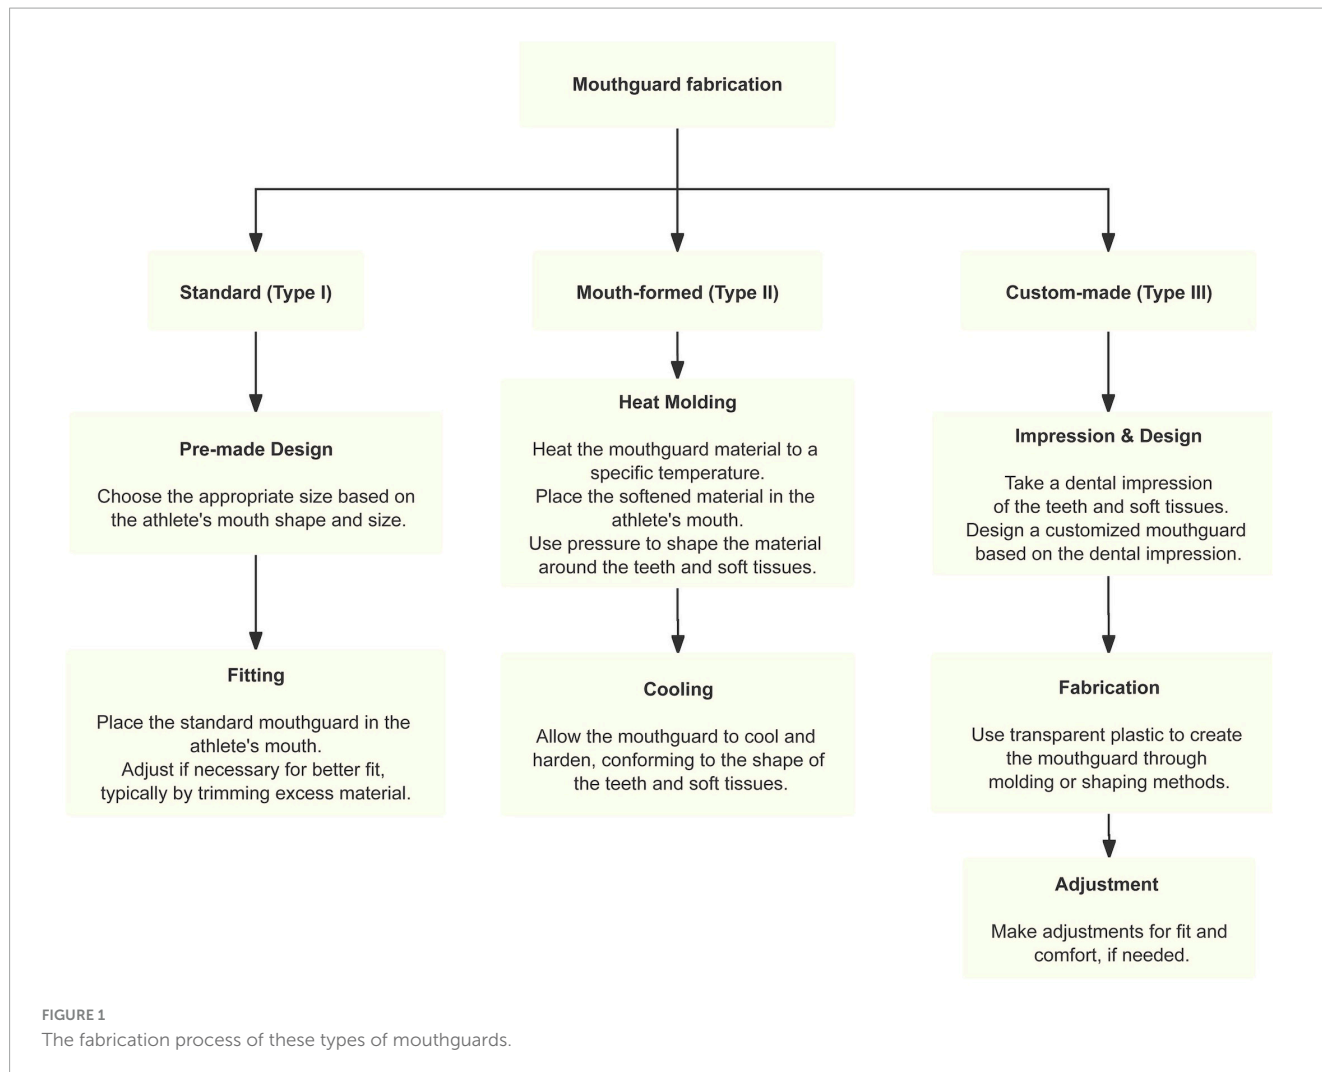 Mouthguard fabrication
Standard (Type I)
Mouth-formed (Type II)
Custom-made (Type III)
Pre-made Design
Choose the appropriate size based on
the athlete's mouth shape and size.
Fitting
Place the standard mouthguard in the
athlete's mouth.
Adjust if necessary for better fit,
typically by trimming excess material.
Heat Molding
Heat the mouthguard material to a
specific temperature.
Place the softened material in the
athlete's mouth.
Use pressure to shape the material
around the teeth and soft tissues.
Cooling
Allow the mouthguard to cool and
harden, conforming to the shape of
the teeth and soft tissues.
Impression & Design
Take a dental impression
of the teeth and soft tissues.
Design a customized mouthguard
based on the dental impression.
Fabrication
Use transparent plastic to create
the mouthguard through
molding or shaping methods.
Adjustment
Make adjustments for fit and
comfort, if needed.
FIGURE 1
The fabrication process of these types of mouthguards.